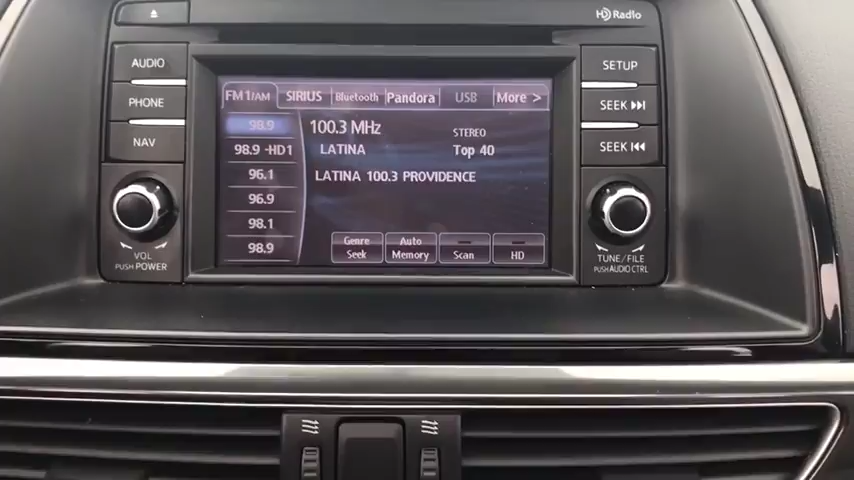 HD Radio
AUDIO
PHONE
NAV
VOL
PUSH POWER
FM1/AM SIRIUS Bluetooth Pandora USB More >
98.9
98.9 -HD1
96.1
96.9
98.1
98.9
100.3 MHz
STEREO
LATINA
Top 40
LATINA 100.3 PROVIDENCE
Genre Seek
Auto Memory
Scan
HD
SETUP
SEEK
SEEK
TUNE/FILE
PUSH AUDIO CTRL